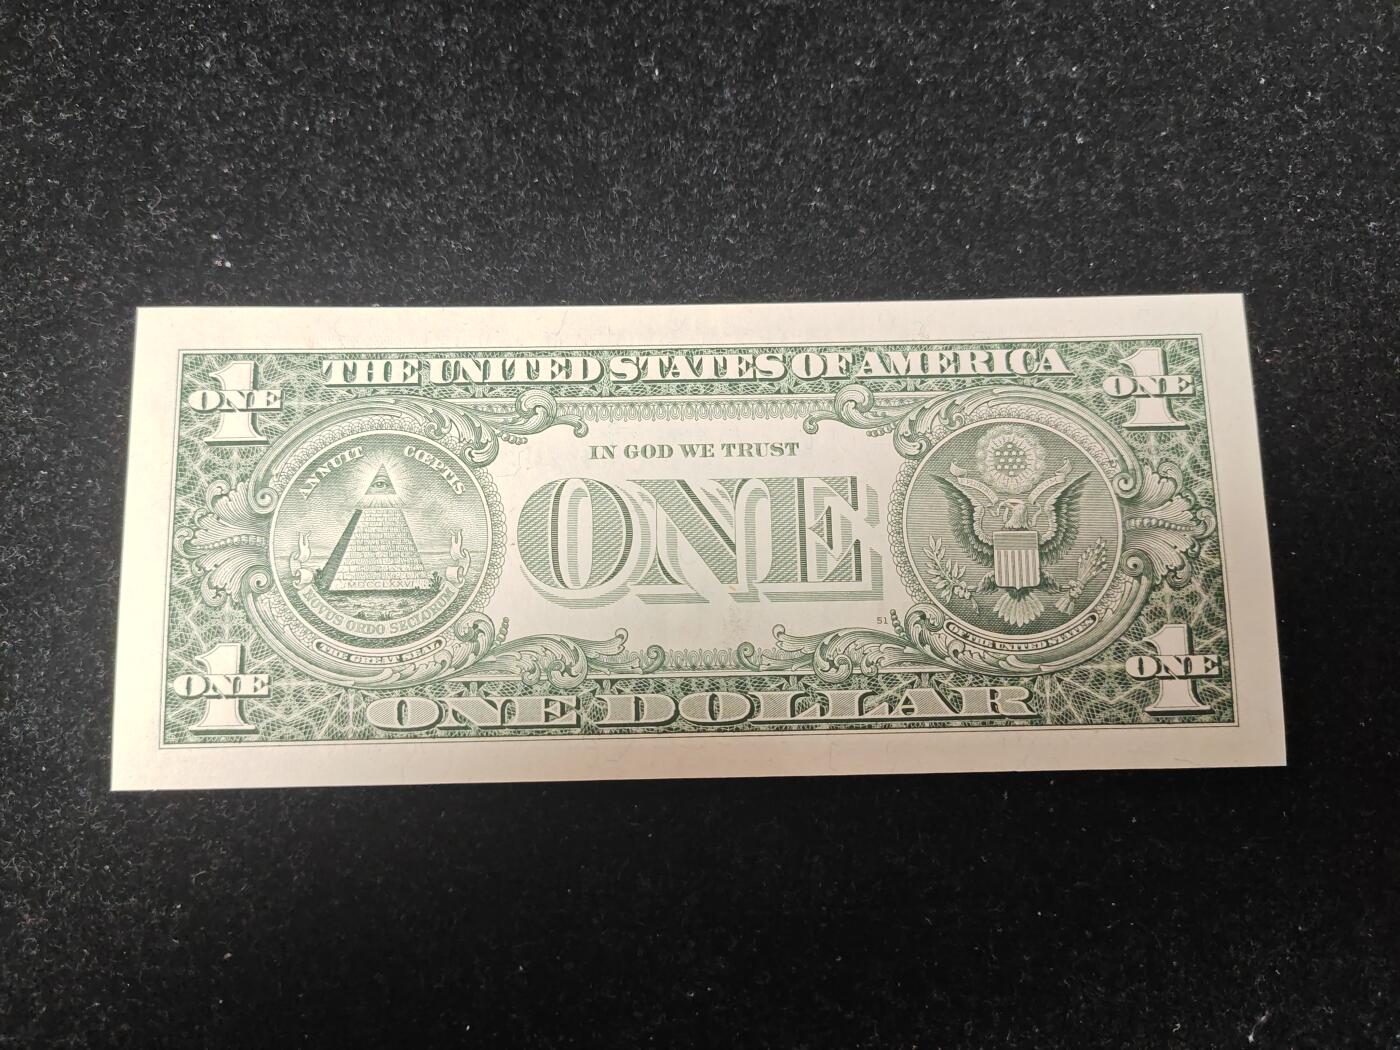 THE UNITED STATES OF AMERICA
1
ONE
1
ONE
ANNUIT CŒPTIS
IN GOD WE TRUST
ONE
MDCCLXXVI
NOVUS ORDO SECLORUM
THE GREAT SEAL
51
OF THE UNITED STATES
1
ONE
1
ONE
ONE DOLLAR